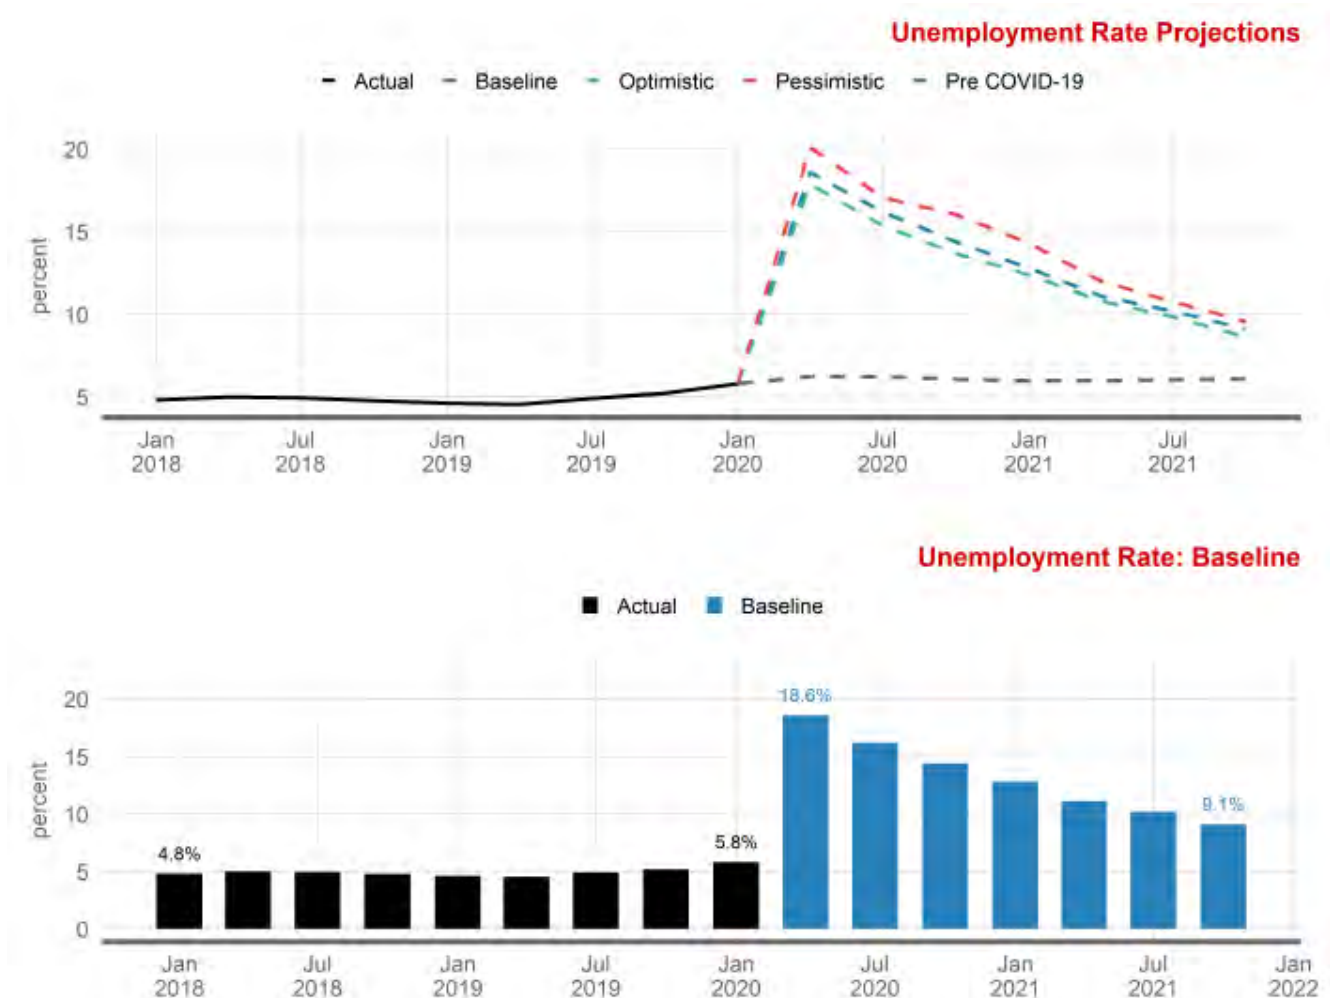 Unemployment Rate Projections
Actual Baseline Optimistic Pessimistic Pre COVID-19
20
15
10
5
percent
Jan Jul Jan Jul Jan Jul Jan Jul
2018 2018 2019 2019 2020 2020 2021 2021
Unemployment Rate: Baseline
Actual Baseline
20
15
10
5
0
percent
4.8%
5.8%
18.6%
9.1%
Jan Jul Jan Jul Jan Jul Jan Jul Jan
2018 2018 2019 2019 2020 2020 2021 2021 2022